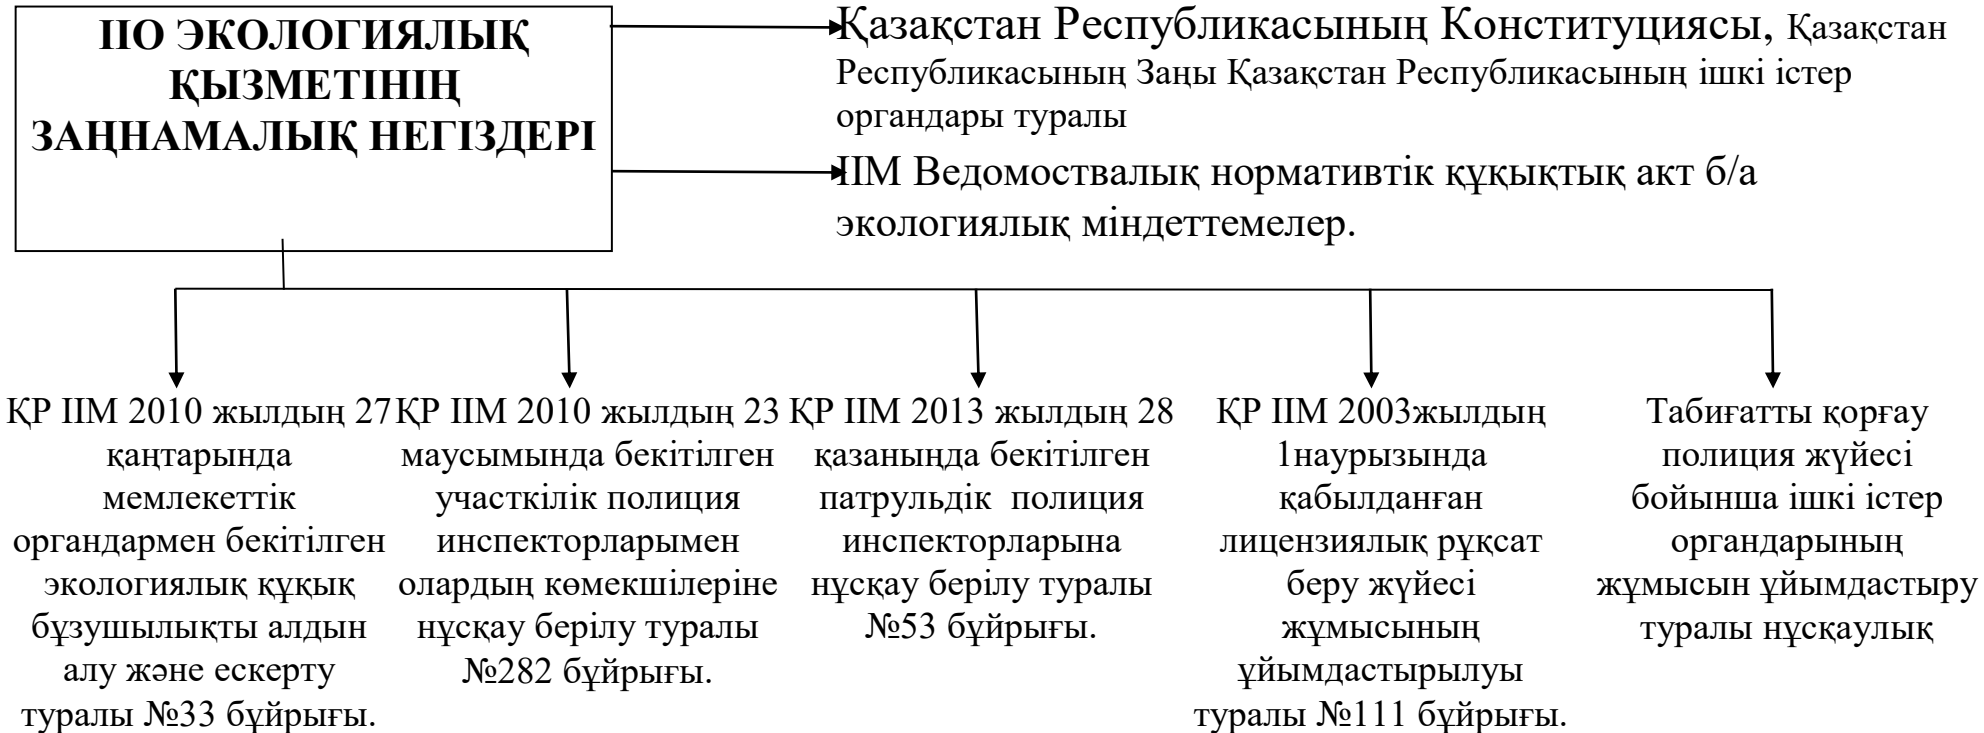 ІІО ЭКОЛОГИЯЛЫҚ
ҚЫЗМЕТІНІҢ
ЗАҢНАМАЛЫҚ НЕГІЗДЕРІ
Қазақстан Республикасының Конституциясы, Қазақстан
Республикасының Заңы Қазақстан Республикасының ішкі істер
органдары туралы
ІІМ Ведомоствалық нормативтік құқықтық акт б/а
экологиялық міндеттемелер.
ҚР ІІМ 2010 жылдың 27
қаңтарында
мемлекеттік
органдармен бекітілген
экологиялық құқық
бұзушылықты алдын
алу және ескерту
туралы №33 бұйрығы.
ҚР ІІМ 2010 жылдың 23
маусымында бекітілген
участкілік полиция
инспекторларымен
олардың көмекшілеріне
нұсқау берілу туралы
№282 бұйрығы.
ҚР ІІМ 2013 жылдың 28
қазаныңда бекітілген
патрульдік полиция
инспекторларына
нұсқау берілу туралы
№53 бұйрығы.
ҚР ІІМ 2003жылдың
1наурызында
қабылданған
лицензиялық рұқсат
беру жүйесі
жұмысының
ұйымдастырылуы
туралы №111 бұйрығы.
Табиғатты қорғау
полиция жүйесі
бойынша ішкі істер
органдарының
жұмысын ұйымдастыру
туралы нұсқаулық